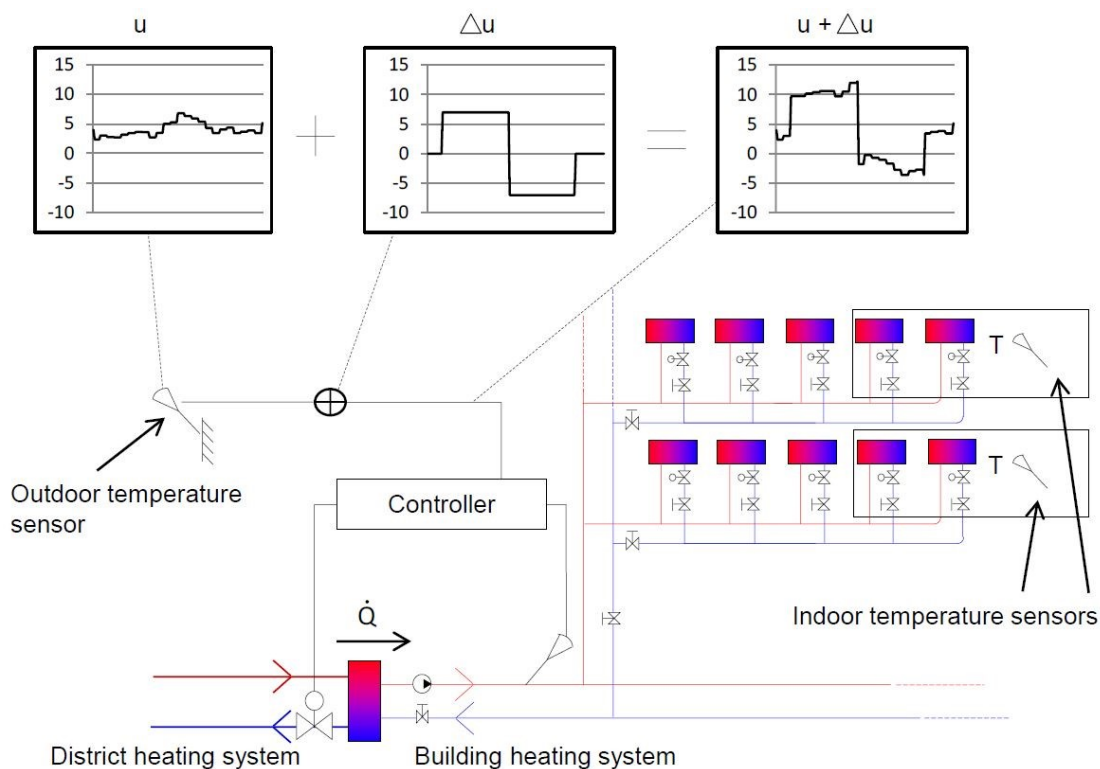 u
△u
u + △u
15
10
5
0
-5
-10
15
10
5
0
-5
-10
15
10
5
0
-5
-10
T
T
Outdoor temperature
sensor
Controller
Q̇
Indoor temperature sensors
District heating system
Building heating system